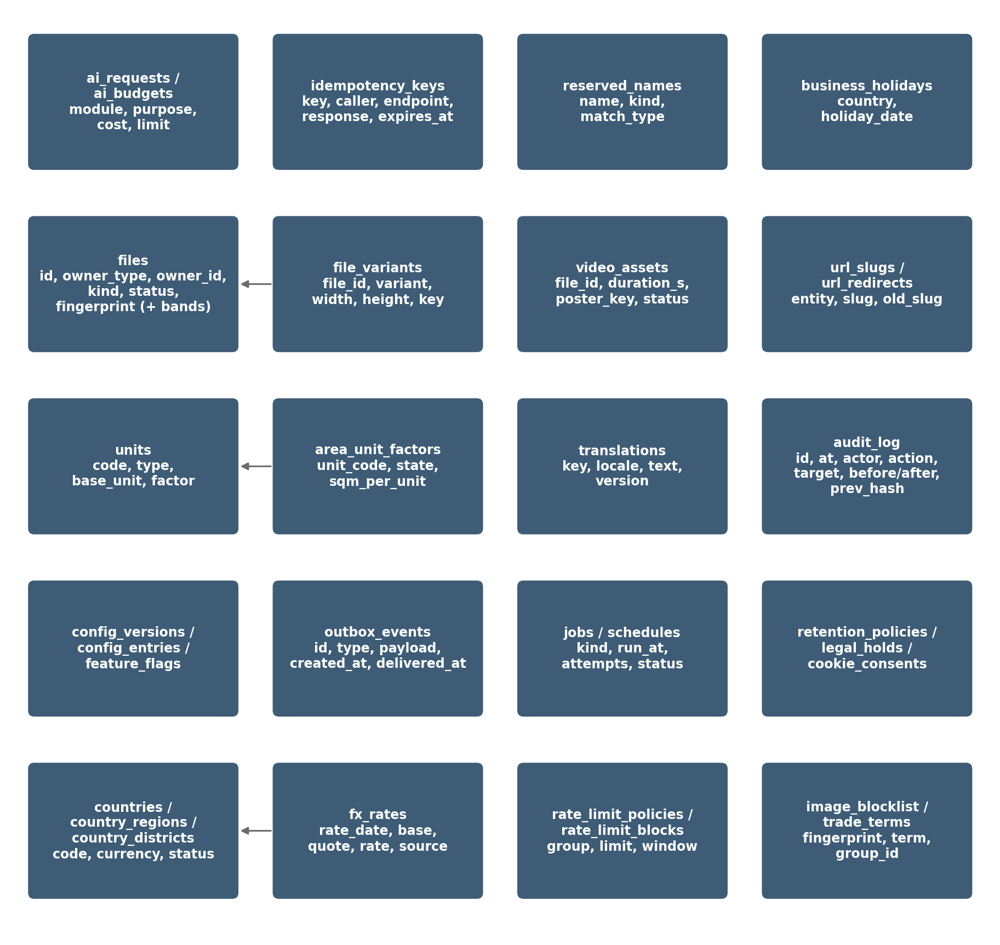 ai_requests /
ai_budgets
module, purpose,
cost, limit
idempotency_keys
key, caller, endpoint,
response, expires_at
reserved_names
name, kind,
match_type
business_holidays
country,
holiday_date
files
id, owner_type, owner_id,
kind, status,
fingerprint (+ bands)
file_variants
file_id, variant,
width, height, key
video_assets
file_id, duration_s,
poster_key, status
url_slugs /
url_redirects
entity, slug, old_slug
units
code, type,
base_unit, factor
area_unit_factors
unit_code, state,
sqm_per_unit
translations
key, locale, text,
version
audit_log
id, at, actor, action,
target, before/after,
prev_hash
config_versions /
config_entries /
feature_flags
outbox_events
id, type, payload,
created_at, delivered_at
jobs / schedules
kind, run_at,
attempts, status
retention_policies /
legal_holds /
cookie_consents
countries /
country_regions /
country_districts
code, currency, status
fx_rates
rate_date, base,
quote, rate, source
rate_limit_policies /
rate_limit_blocks
group, limit, window
image_blocklist /
trade_terms
fingerprint, term,
group_id